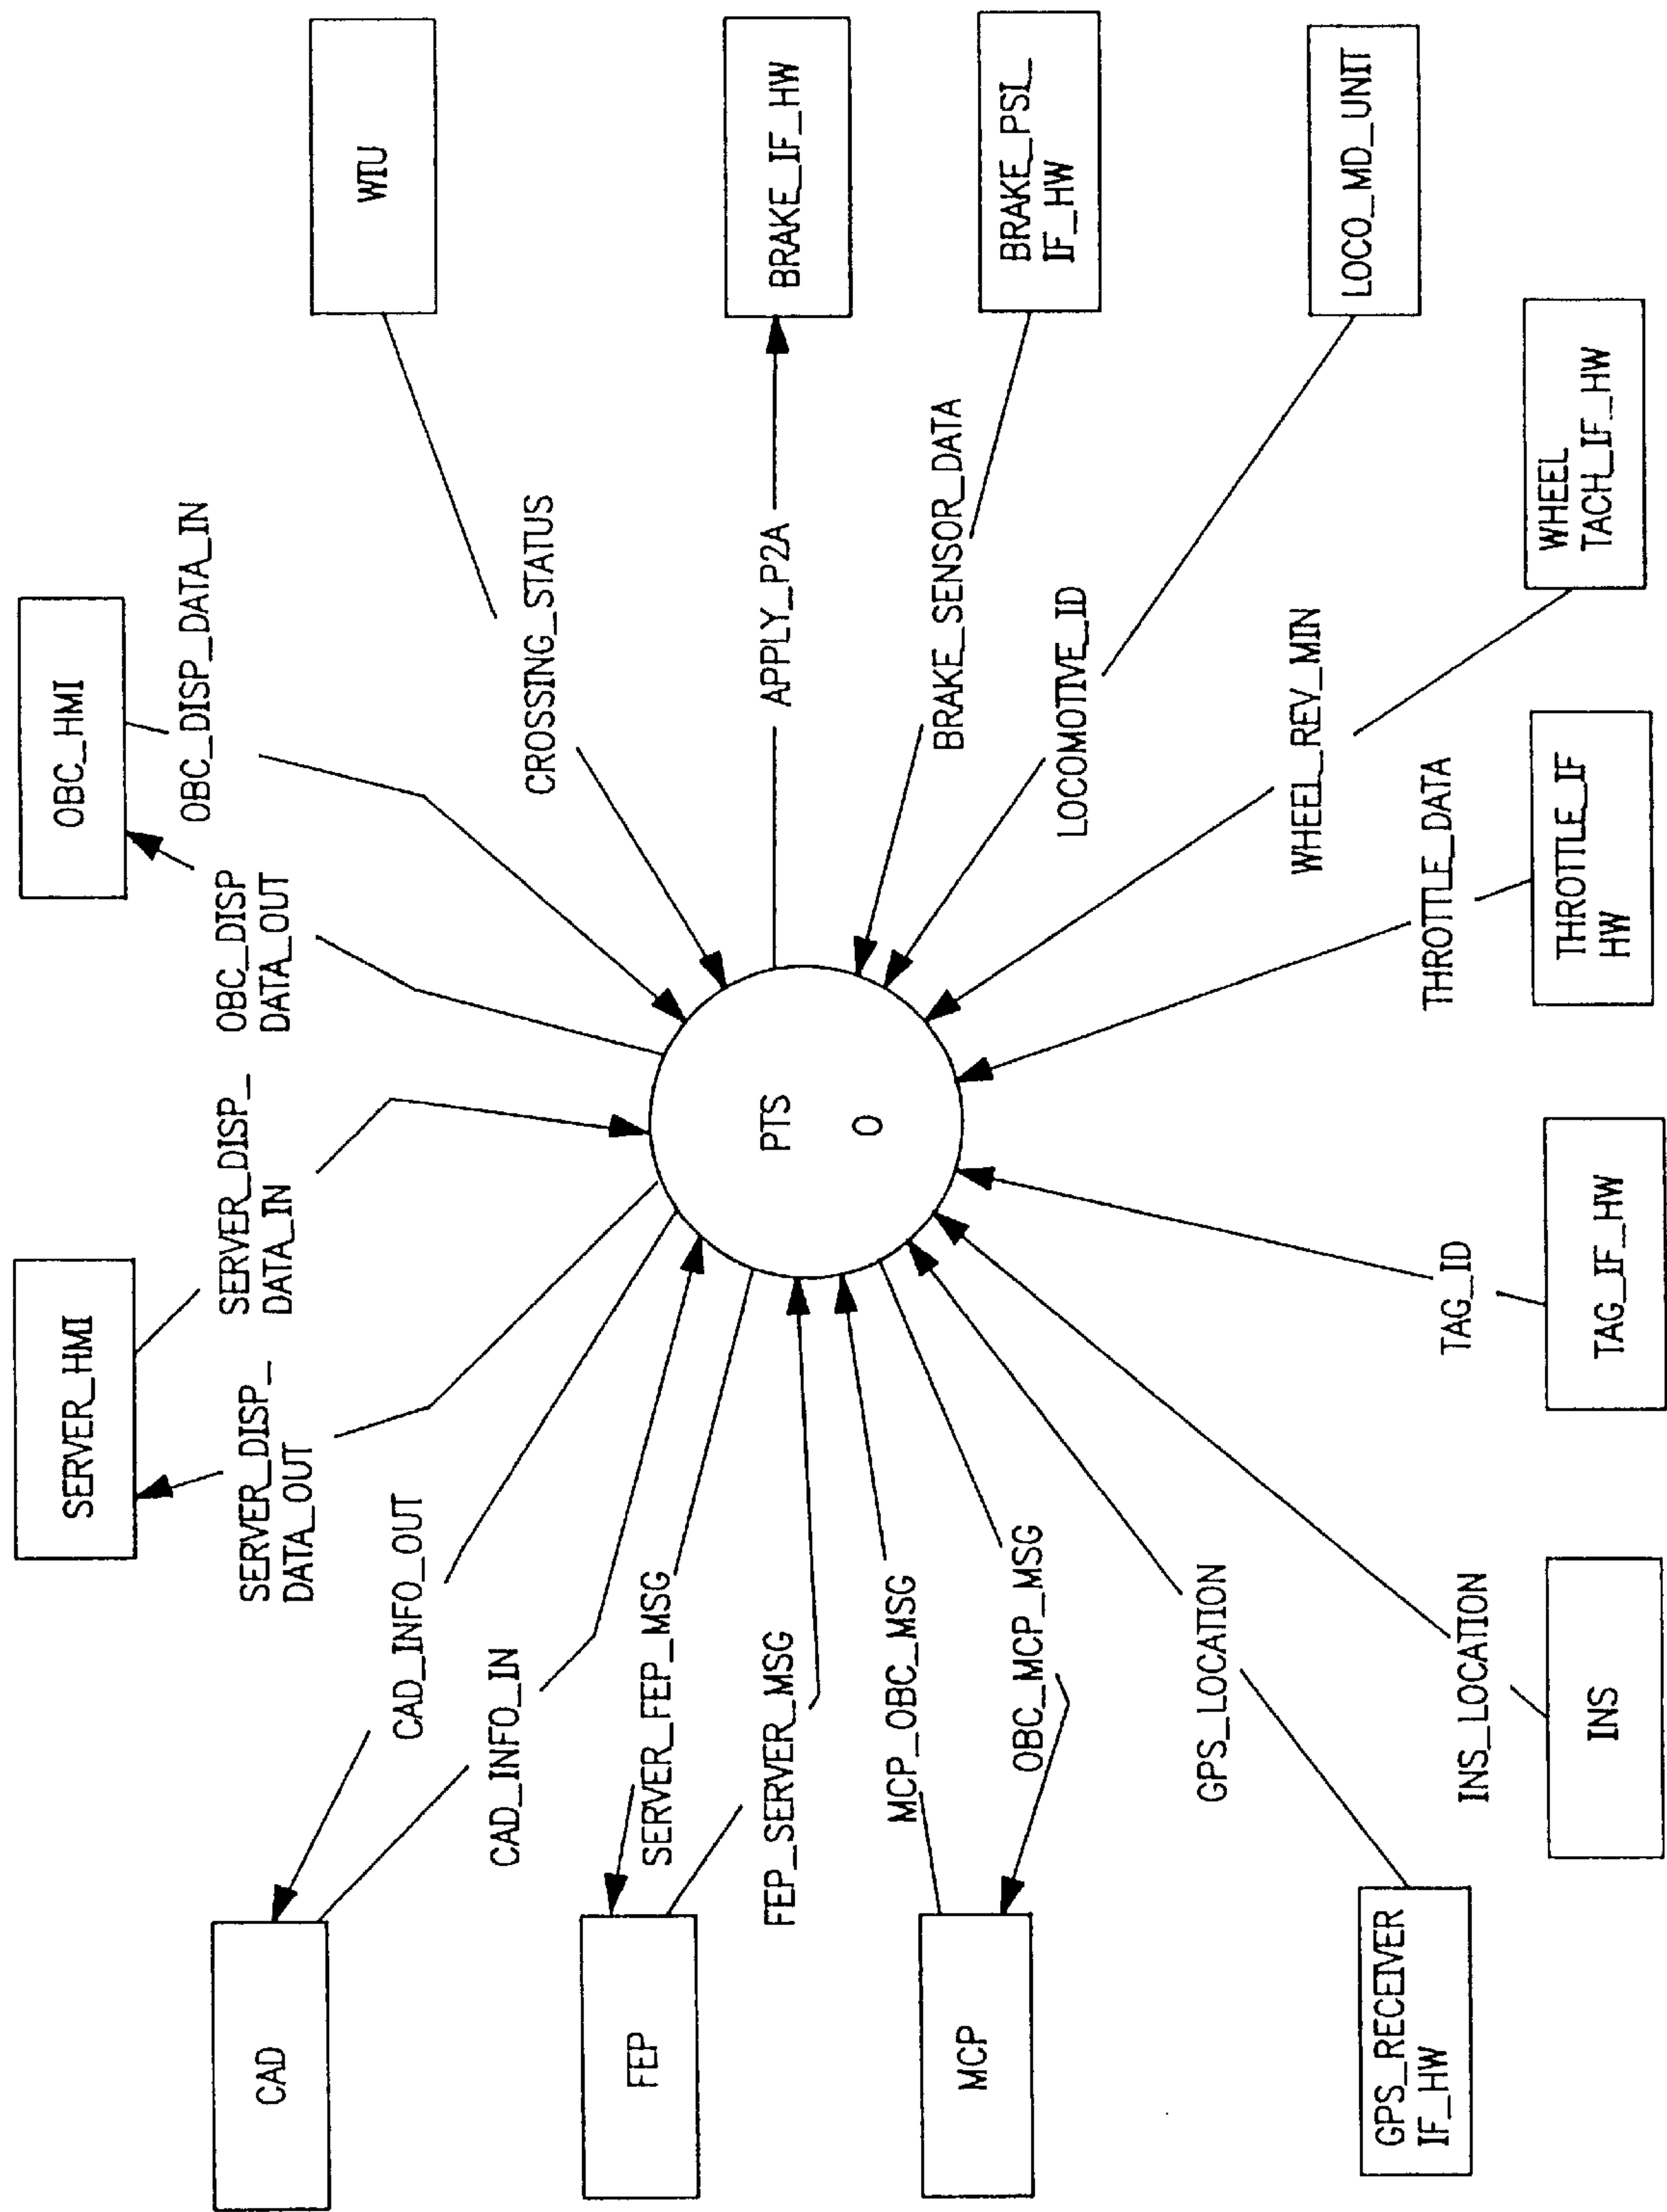 SERVER_HMI
OBC_HMI
SERVER_DISP_
DATA_OUT
SERVER_DISP_
DATA_IN
OBC_DISP
DATA_OUT
OBC_DISP_DATA_IN
CAD
WIU
CAD_INFO_OUT
CAD_INFO_IN
CROSSING_STATUS
FEP
SERVER_FEP_MSG
FEP_SERVER_MSG
PTS
0
APPLY_P2A
BRAKE_IF_HW
MCP
MCP_OBC_MSG
OBC_MCP_MSG
BRAKE_SENSOR_DATA
BRAKE_PSI_
IF_HW
LOCOMOTIVE_ID
LOCO_MD_UNIT
GPS_LOCATION
WHEEL_REV_MIN
GPS_RECEIVER
IF_HW
INS_LOCATION
TAG_ID
THROTTLE_DATA
WHEEL
TACH_IF_HW
INS
TAG_IF_HW
THROTTLE_IF
HW